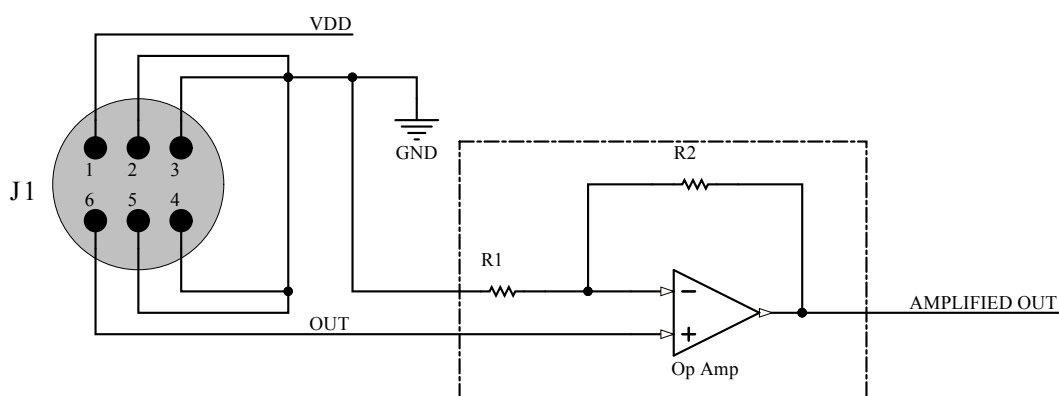 VDD
GND
R2
1 2 3
J1
6 5 4
R1
OUT
AMPLIFIED OUT
Op Amp